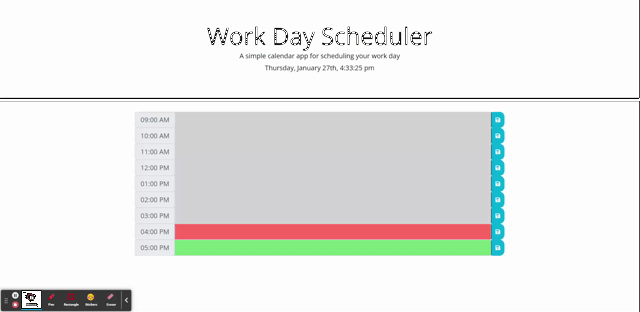 Work Day Scheduler
A simple calendar app for scheduling your work day
Thursday, January 27th, 4:33:25 pm
09:00 AM
10:00 AM
11:00 AM
12:00 PM
01:00 PM
02:00 PM
03:00 PM
04:00 PM
05:00 PM
Pen Rectangle Stickers Eraser